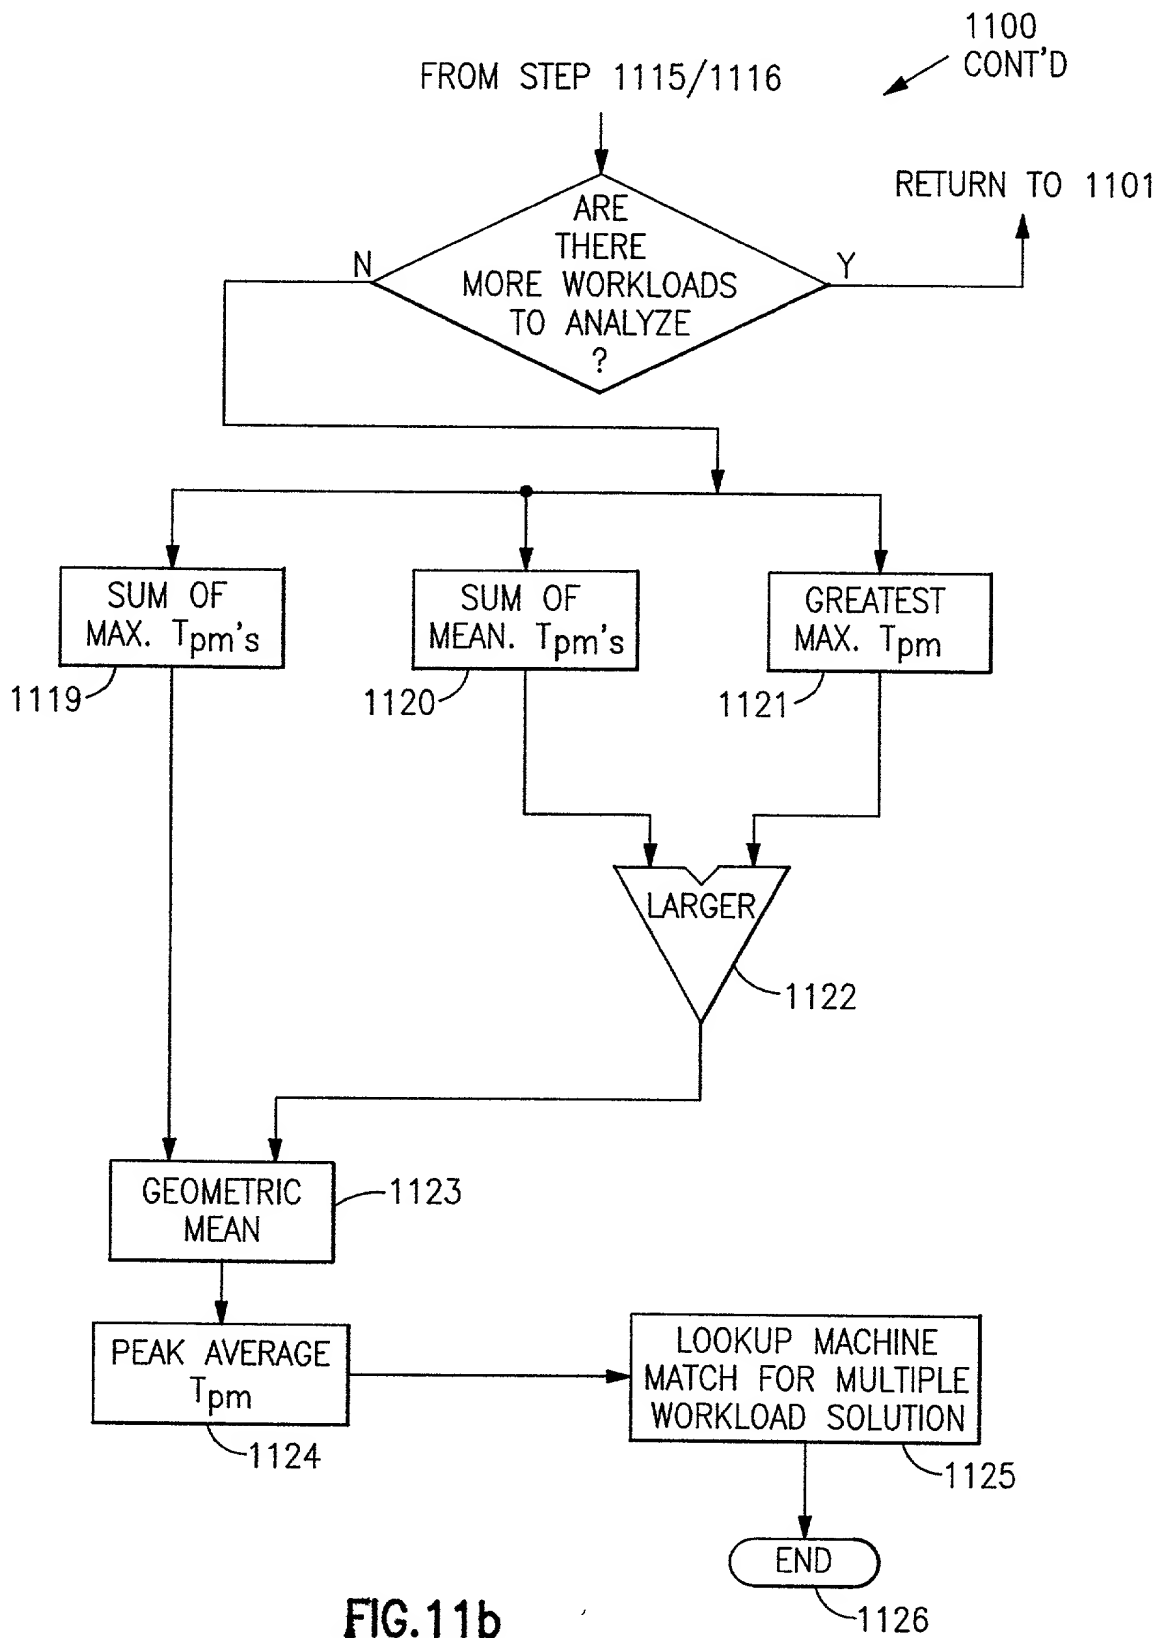 1100
CONT'D
FROM STEP 1115/1116
RETURN TO 1101
ARE
THERE
MORE WORKLOADS
TO ANALYZE
?
N
Y
SUM OF
MAX. Tpm's
1119
SUM OF
MEAN. Tpm's
1120
GREATEST
MAX. Tpm
1121
LARGER
1122
GEOMETRIC
MEAN
1123
PEAK AVERAGE
Tpm
1124
LOOKUP MACHINE
MATCH FOR MULTIPLE
WORKLOAD SOLUTION
1125
END
1126
FIG.11b